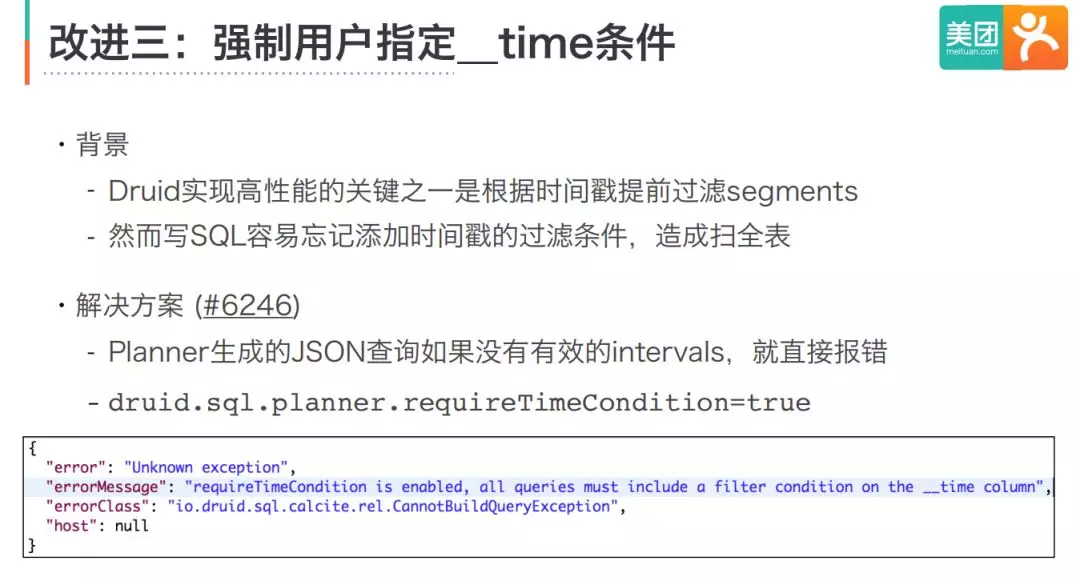 改进三：强制用户指定__time条件
美团
meituan.com
· 背景
- Druid实现高性能的关键之一是根据时间戳提前过滤segments
- 然而写SQL容易忘记添加时间戳的过滤条件，造成扫全表
· 解决方案 (#6246)
- Planner生成的JSON查询如果没有有效的intervals，就直接报错
- druid.sql.planner.requireTimeCondition=true
{
"error": "Unknown exception",
"errorMessage": "requireTimeCondition is enabled, all queries must include a filter condition on the __time column",
"errorClass": "io.druid.sql.calcite.rel.CannotBuildQueryException",
"host": null
}